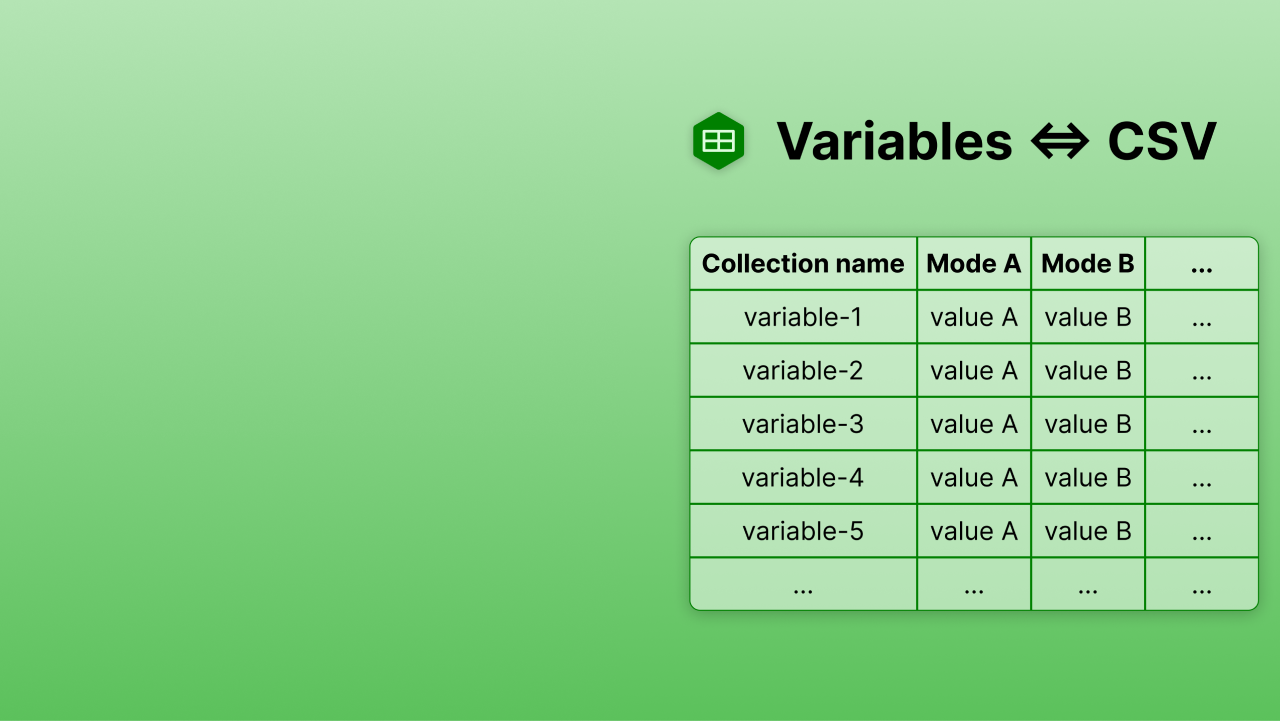 Variables ⇔ CSV
Collection name Mode A Mode B ...
variable-1 value A value B ...
variable-2 value A value B ...
variable-3 value A value B ...
variable-4 value A value B ...
variable-5 value A value B ...
... ... ... ...